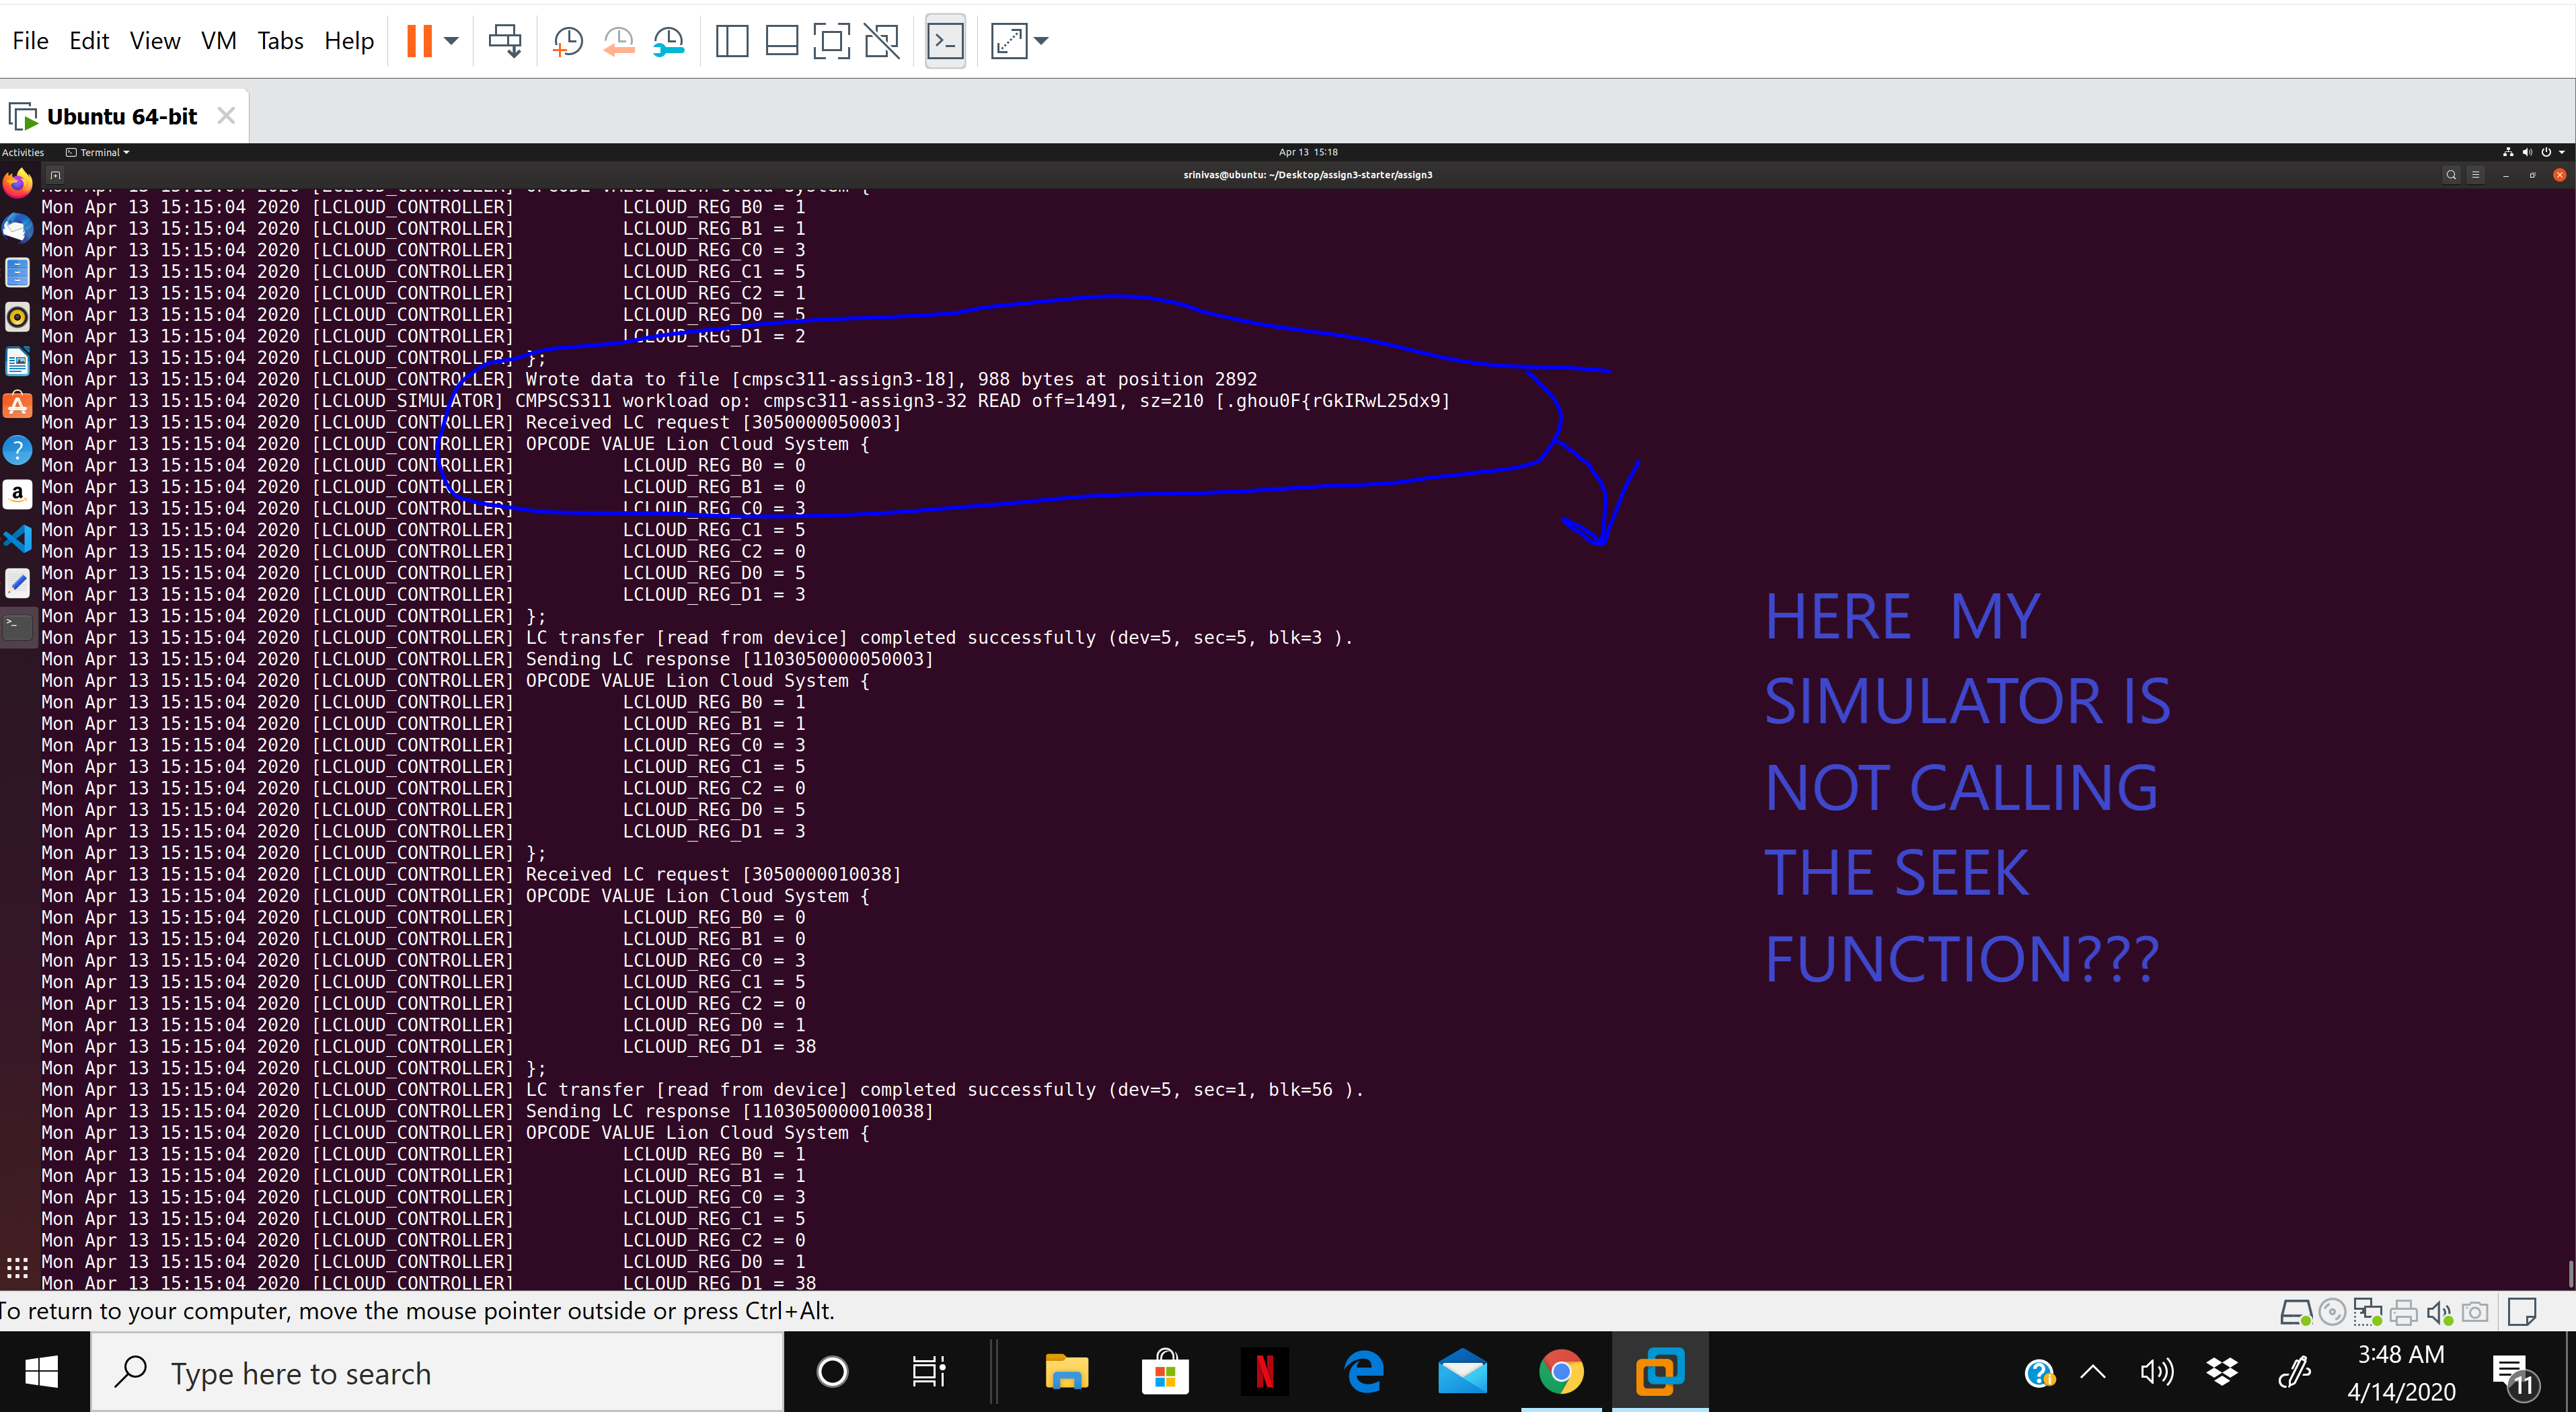 File Edit View VM Tabs Help
Ubuntu 64-bit
Activities Terminal Apr 13 15:18
srinivas@ubuntu: ~/Desktop/assign3-starter/assign3
Mon Apr 13 15:15:04 2020 [LCLOUD_CONTROLLER] OPCODE VALUE Lion Cloud System {
Mon Apr 13 15:15:04 2020 [LCLOUD_CONTROLLER] LCLOUD_REG_B0 = 1
Mon Apr 13 15:15:04 2020 [LCLOUD_CONTROLLER] LCLOUD_REG_B1 = 1
Mon Apr 13 15:15:04 2020 [LCLOUD_CONTROLLER] LCLOUD_REG_C0 = 3
Mon Apr 13 15:15:04 2020 [LCLOUD_CONTROLLER] LCLOUD_REG_C1 = 5
Mon Apr 13 15:15:04 2020 [LCLOUD_CONTROLLER] LCLOUD_REG_C2 = 1
Mon Apr 13 15:15:04 2020 [LCLOUD_CONTROLLER] LCLOUD_REG_D0 = 5
Mon Apr 13 15:15:04 2020 [LCLOUD_CONTROLLER] LCLOUD_REG_D1 = 2
Mon Apr 13 15:15:04 2020 [LCLOUD_CONTROLLER] };
Mon Apr 13 15:15:04 2020 [LCLOUD_CONTROLLER] Wrote data to file [cmpsc311-assign3-18], 988 bytes at position 2892
Mon Apr 13 15:15:04 2020 [LCLOUD_SIMULATOR] CMPSCS311 workload op: cmpsc311-assign3-32 READ off=1491, sz=210 [.ghou0F{rGkIRwL25dx9]
Mon Apr 13 15:15:04 2020 [LCLOUD_CONTROLLER] Received LC request [3050000050003]
Mon Apr 13 15:15:04 2020 [LCLOUD_CONTROLLER] OPCODE VALUE Lion Cloud System {
Mon Apr 13 15:15:04 2020 [LCLOUD_CONTROLLER] LCLOUD_REG_B0 = 0
Mon Apr 13 15:15:04 2020 [LCLOUD_CONTROLLER] LCLOUD_REG_B1 = 0
Mon Apr 13 15:15:04 2020 [LCLOUD_CONTROLLER] LCLOUD_REG_C0 = 3
Mon Apr 13 15:15:04 2020 [LCLOUD_CONTROLLER] LCLOUD_REG_C1 = 5
Mon Apr 13 15:15:04 2020 [LCLOUD_CONTROLLER] LCLOUD_REG_C2 = 0
Mon Apr 13 15:15:04 2020 [LCLOUD_CONTROLLER] LCLOUD_REG_D0 = 5
Mon Apr 13 15:15:04 2020 [LCLOUD_CONTROLLER] LCLOUD_REG_D1 = 3
Mon Apr 13 15:15:04 2020 [LCLOUD_CONTROLLER] };
Mon Apr 13 15:15:04 2020 [LCLOUD_CONTROLLER] LC transfer [read from device] completed successfully (dev=5, sec=5, blk=3 ).
Mon Apr 13 15:15:04 2020 [LCLOUD_CONTROLLER] Sending LC response [1103050000050003]
Mon Apr 13 15:15:04 2020 [LCLOUD_CONTROLLER] OPCODE VALUE Lion Cloud System {
Mon Apr 13 15:15:04 2020 [LCLOUD_CONTROLLER] LCLOUD_REG_B0 = 1
Mon Apr 13 15:15:04 2020 [LCLOUD_CONTROLLER] LCLOUD_REG_B1 = 1
Mon Apr 13 15:15:04 2020 [LCLOUD_CONTROLLER] LCLOUD_REG_C0 = 3
Mon Apr 13 15:15:04 2020 [LCLOUD_CONTROLLER] LCLOUD_REG_C1 = 5
Mon Apr 13 15:15:04 2020 [LCLOUD_CONTROLLER] LCLOUD_REG_C2 = 0
Mon Apr 13 15:15:04 2020 [LCLOUD_CONTROLLER] LCLOUD_REG_D0 = 5
Mon Apr 13 15:15:04 2020 [LCLOUD_CONTROLLER] LCLOUD_REG_D1 = 3
Mon Apr 13 15:15:04 2020 [LCLOUD_CONTROLLER] };
Mon Apr 13 15:15:04 2020 [LCLOUD_CONTROLLER] Received LC request [3050000010038]
Mon Apr 13 15:15:04 2020 [LCLOUD_CONTROLLER] OPCODE VALUE Lion Cloud System {
Mon Apr 13 15:15:04 2020 [LCLOUD_CONTROLLER] LCLOUD_REG_B0 = 0
Mon Apr 13 15:15:04 2020 [LCLOUD_CONTROLLER] LCLOUD_REG_B1 = 0
Mon Apr 13 15:15:04 2020 [LCLOUD_CONTROLLER] LCLOUD_REG_C0 = 3
Mon Apr 13 15:15:04 2020 [LCLOUD_CONTROLLER] LCLOUD_REG_C1 = 5
Mon Apr 13 15:15:04 2020 [LCLOUD_CONTROLLER] LCLOUD_REG_C2 = 0
Mon Apr 13 15:15:04 2020 [LCLOUD_CONTROLLER] LCLOUD_REG_D0 = 1
Mon Apr 13 15:15:04 2020 [LCLOUD_CONTROLLER] LCLOUD_REG_D1 = 38
Mon Apr 13 15:15:04 2020 [LCLOUD_CONTROLLER] };
Mon Apr 13 15:15:04 2020 [LCLOUD_CONTROLLER] LC transfer [read from device] completed successfully (dev=5, sec=1, blk=56 ).
Mon Apr 13 15:15:04 2020 [LCLOUD_CONTROLLER] Sending LC response [1103050000010038]
Mon Apr 13 15:15:04 2020 [LCLOUD_CONTROLLER] OPCODE VALUE Lion Cloud System {
Mon Apr 13 15:15:04 2020 [LCLOUD_CONTROLLER] LCLOUD_REG_B0 = 1
Mon Apr 13 15:15:04 2020 [LCLOUD_CONTROLLER] LCLOUD_REG_B1 = 1
Mon Apr 13 15:15:04 2020 [LCLOUD_CONTROLLER] LCLOUD_REG_C0 = 3
Mon Apr 13 15:15:04 2020 [LCLOUD_CONTROLLER] LCLOUD_REG_C1 = 5
Mon Apr 13 15:15:04 2020 [LCLOUD_CONTROLLER] LCLOUD_REG_C2 = 0
Mon Apr 13 15:15:04 2020 [LCLOUD_CONTROLLER] LCLOUD_REG_D0 = 1
Mon Apr 13 15:15:04 2020 [LCLOUD_CONTROLLER] LCLOUD_REG_D1 = 38
HERE MY
SIMULATOR IS
NOT CALLING
THE SEEK
FUNCTION???
To return to your computer, move the mouse pointer outside or press Ctrl+Alt.
Type here to search
3:48 AM
4/14/2020
11